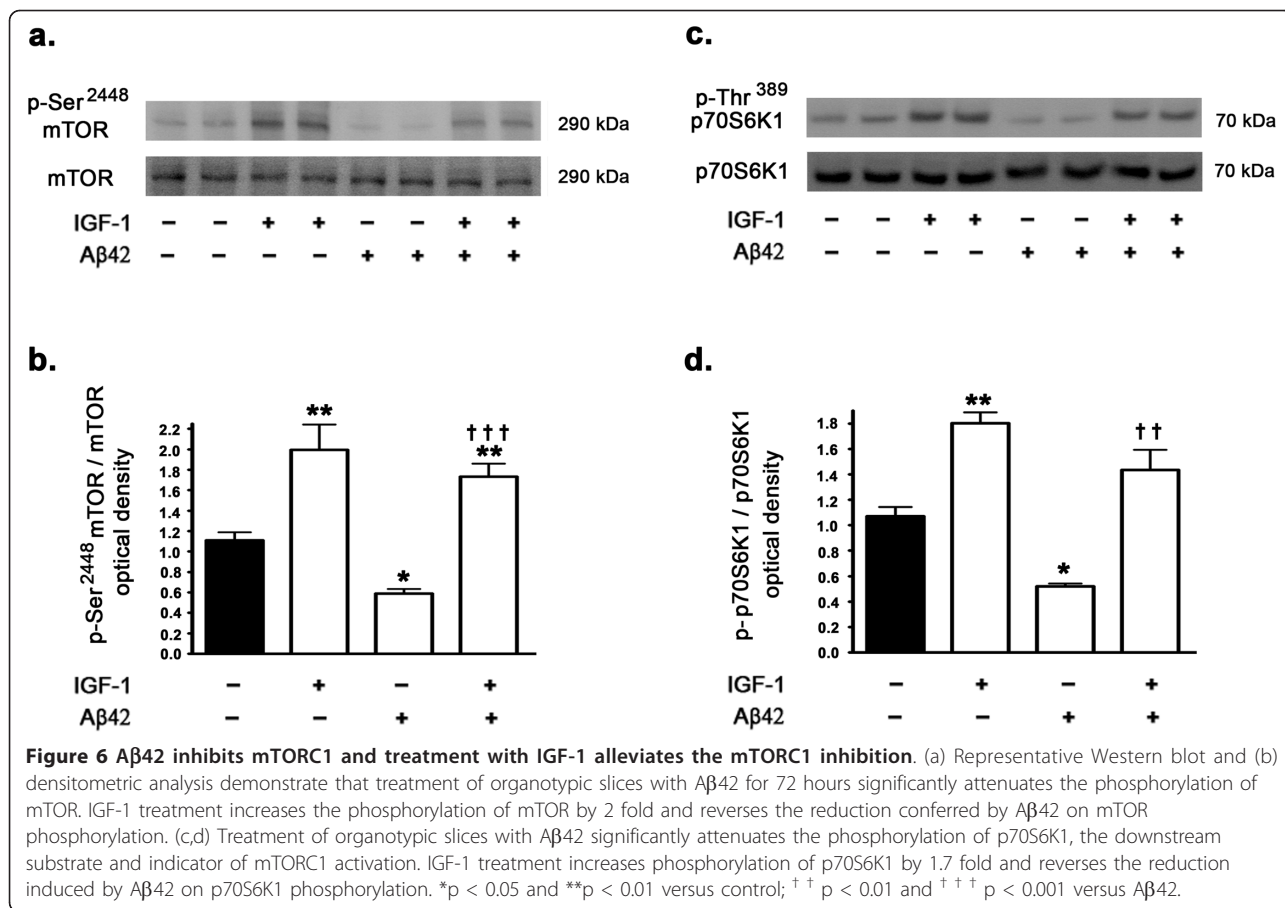 a.
p-Ser2448
mTOR
290 kDa
mTOR
290 kDa
IGF-1 – – + + – – + +
Aβ42 – – – – + + + +
c.
p-Thr389
p70S6K1
70 kDa
p70S6K1
70 kDa
IGF-1 – – + + – – + +
Aβ42 – – – – + + + +
b.
p-Ser2448 mTOR / mTOR
optical density
2.2
2.0
1.8
1.6
1.4
1.2
1.0
0.8
0.6
0.4
0.2
0.0
**
*
†††
**
IGF-1 – + – +
Aβ42 – – + +
d.
p-p70S6K1 / p70S6K1
optical density
1.8
1.6
1.4
1.2
1.0
0.8
0.6
0.4
0.2
0.0
**
*
††
IGF-1 – + – +
Aβ42 – – + +
Figure 6 Aβ42 inhibits mTORC1 and treatment with IGF-1 alleviates the mTORC1 inhibition. (a) Representative Western blot and (b)
densitometric analysis demonstrate that treatment of organotypic slices with Aβ42 for 72 hours significantly attenuates the phosphorylation of
mTOR. IGF-1 treatment increases the phosphorylation of mTOR by 2 fold and reverses the reduction conferred by Aβ42 on mTOR
phosphorylation. (c,d) Treatment of organotypic slices with Aβ42 significantly attenuates the phosphorylation of p70S6K1, the downstream
substrate and indicator of mTORC1 activation. IGF-1 treatment increases phosphorylation of p70S6K1 by 1.7 fold and reverses the reduction
induced by Aβ42 on p70S6K1 phosphorylation. *p < 0.05 and **p < 0.01 versus control; † † p < 0.01 and † † † p < 0.001 versus Aβ42.